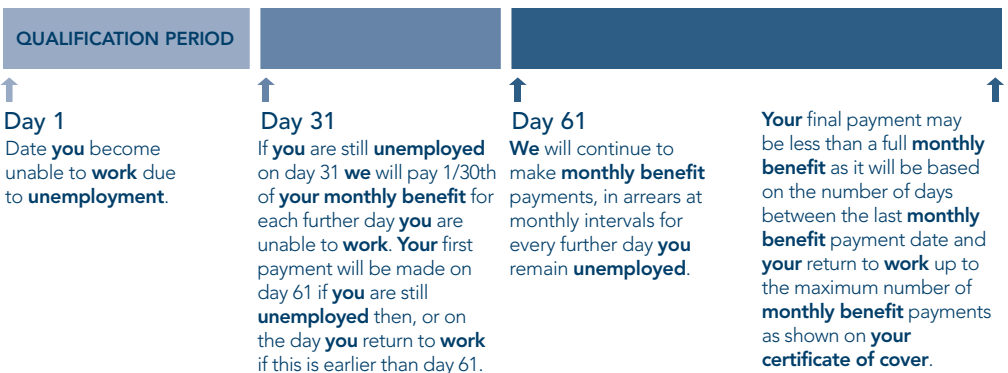 QUALIFICATION PERIOD
Day 1
Date you become
unable to work due
to unemployment.
Day 31
If you are still unemployed
on day 31 we will pay 1/30th
of your monthly benefit for
each further day you are
unable to work. Your first
payment will be made on
day 61 if you are still
unemployed then, or on
the day you return to work
if this is earlier than day 61.
Day 61
We will continue to
make monthly benefit
payments, in arrears at
monthly intervals for
every further day you
remain unemployed.
Your final payment may
be less than a full monthly
benefit as it will be based
on the number of days
between the last monthly
benefit payment date and
your return to work up to
the maximum number of
monthly benefit payments
as shown on your
certificate of cover.